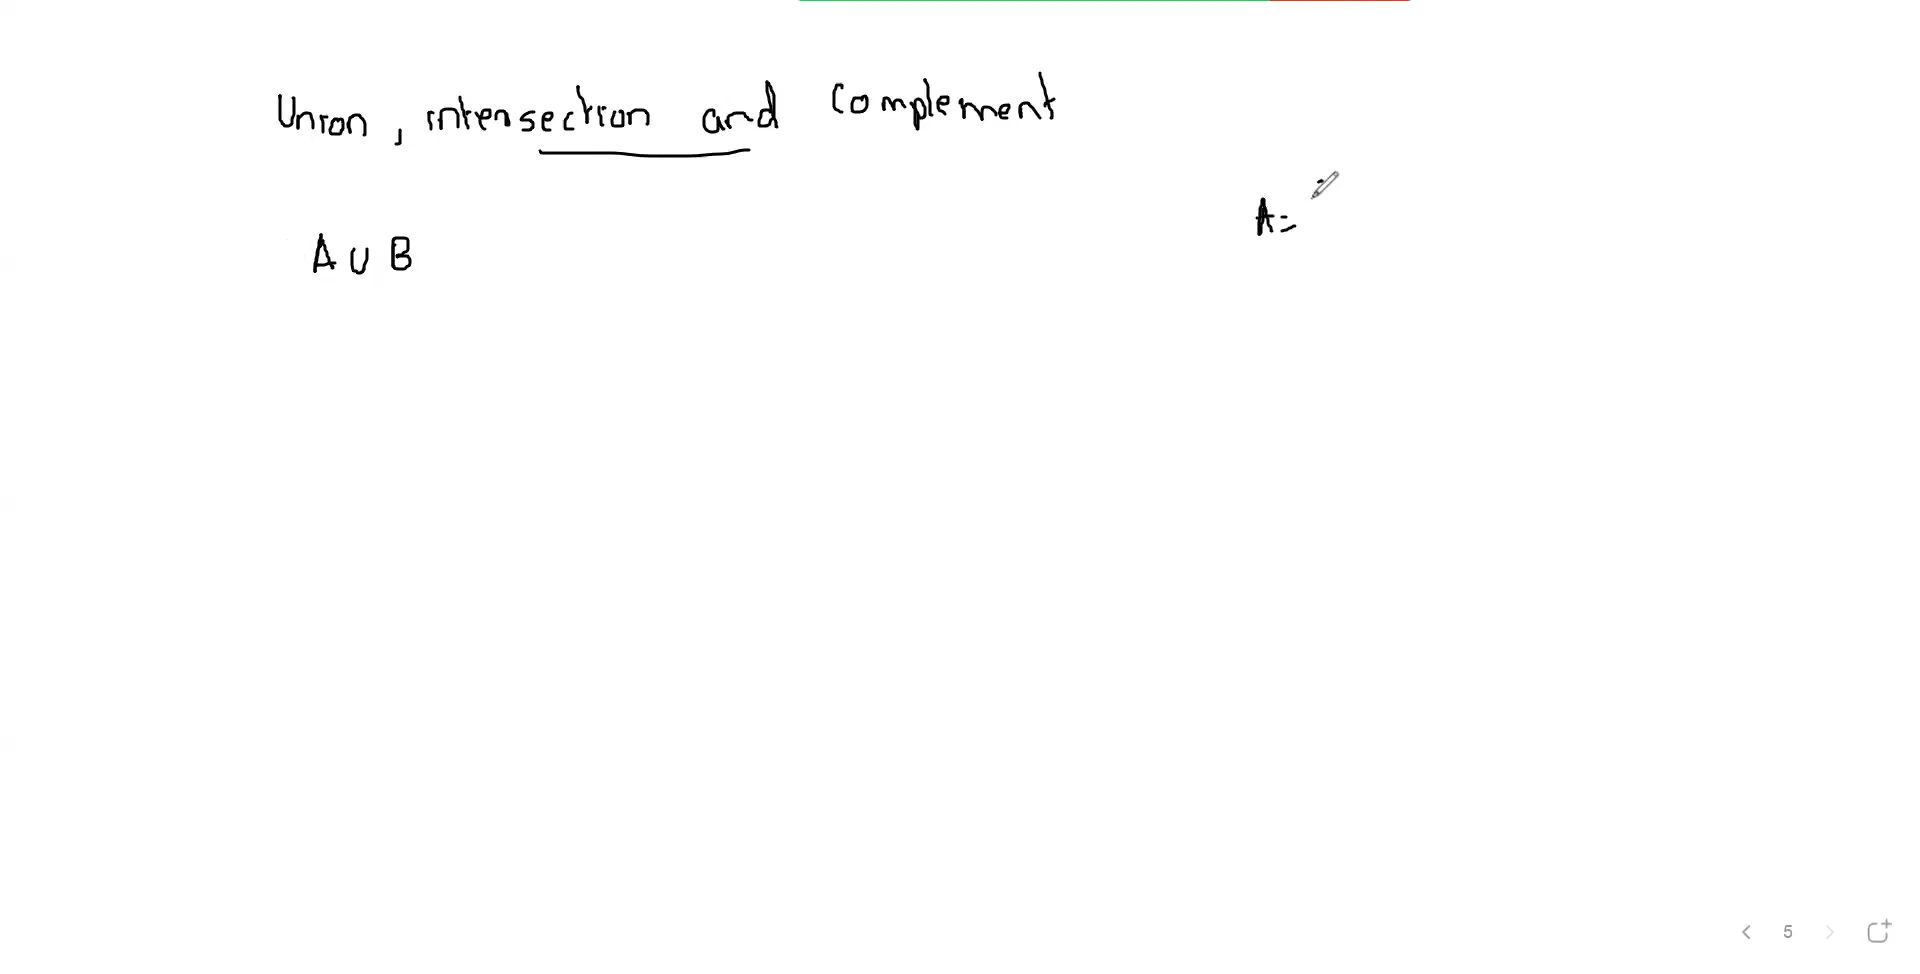 Union, intersection and complement
A =
A ∪ B
5